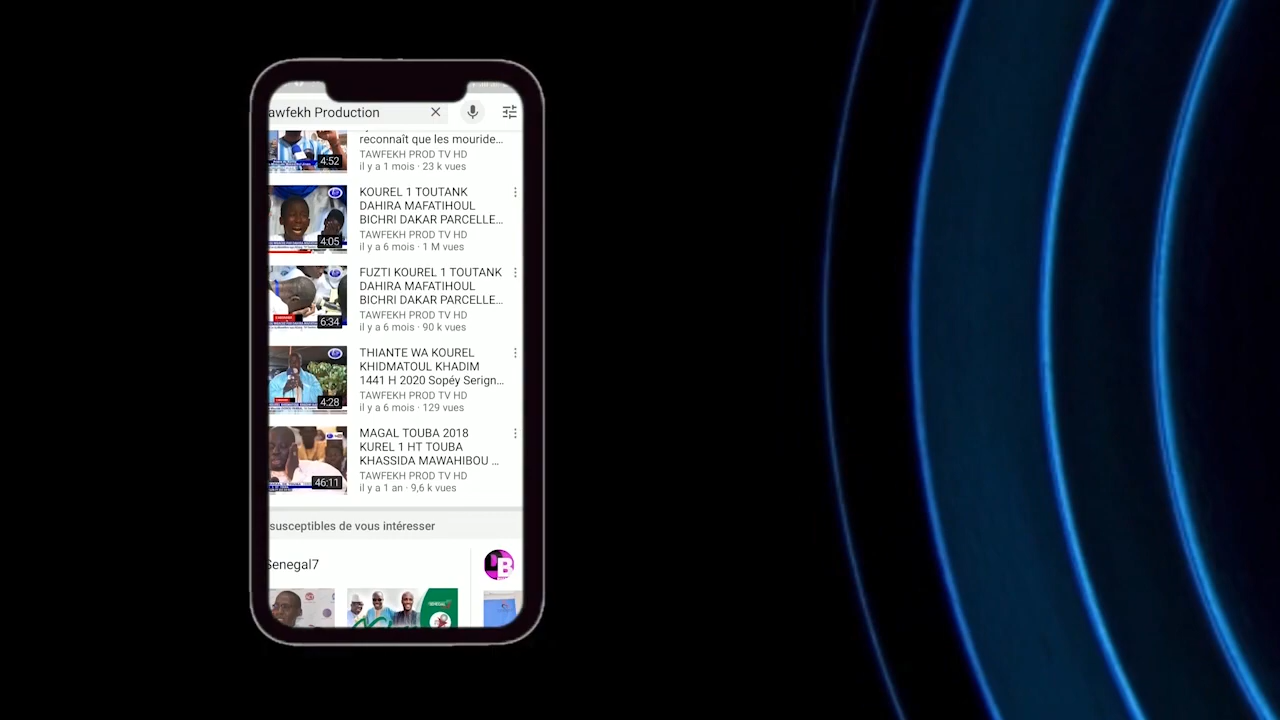 awfekh Production
reconnaît que les mouride...
TAWFEKH PROD TV HD
il y a 1 mois · 23 k vues
4:52
KOUREL 1 TOUTANK
DAHIRA MAFATIHOUL
BICHRI DAKAR PARCELLE...
TAWFEKH PROD TV HD
il y a 6 mois · 1 M vues
4:05
FUZTI KOUREL 1 TOUTANK
DAHIRA MAFATIHOUL
BICHRI DAKAR PARCELLE...
TAWFEKH PROD TV HD
il y a 6 mois · 90 k vues
6:34
THIANTE WA KOUREL
KHIDMATOUL KHADIM
1441 H 2020 Sopéy Serign...
TAWFEKH PROD TV HD
il y a 6 mois · 129 vues
4:28
MAGAL TOUBA 2018
KUREL 1 HT TOUBA
KHASSIDA MAWAHIBOU ...
TAWFEKH PROD TV HD
il y a 1 an · 9,6 k vues
46:11
susceptibles de vous intéresser
Senegal7